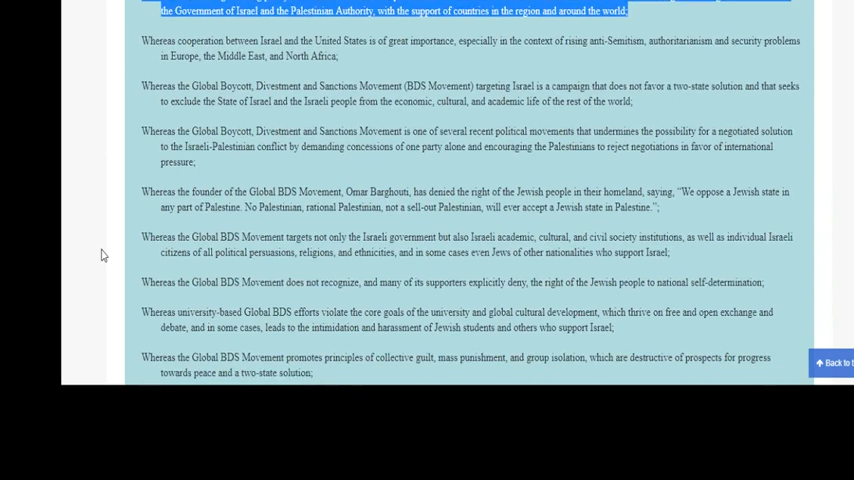 the Government of Israel and the Palestinian Authority, with the support of countries in the region and around the world;
Whereas cooperation between Israel and the United States is of great importance, especially in the context of rising anti-Semitism, authoritarianism and security problems
in Europe, the Middle East, and North Africa;
Whereas the Global Boycott, Divestment and Sanctions Movement (BDS Movement) targeting Israel is a campaign that does not favor a two-state solution and that seeks
to exclude the State of Israel and the Israeli people from the economic, cultural, and academic life of the rest of the world;
Whereas the Global Boycott, Divestment and Sanctions Movement is one of several recent political movements that undermines the possibility for a negotiated solution
to the Israeli-Palestinian conflict by demanding concessions of one party alone and encouraging the Palestinians to reject negotiations in favor of international
pressure;
Whereas the founder of the Global BDS Movement, Omar Barghouti, has denied the right of the Jewish people in their homeland, saying, “We oppose a Jewish state in
any part of Palestine. No Palestinian, rational Palestinian, not a sell-out Palestinian, will ever accept a Jewish state in Palestine.”;
Whereas the Global BDS Movement targets not only the Israeli government but also Israeli academic, cultural, and civil society institutions, as well as individual Israeli
citizens of all political persuasions, religions, and ethnicities, and in some cases even Jews of other nationalities who support Israel;
Whereas the Global BDS Movement does not recognize, and many of its supporters explicitly deny, the right of the Jewish people to national self-determination;
Whereas university-based Global BDS efforts violate the core goals of the university and global cultural development, which thrive on free and open exchange and
debate, and in some cases, leads to the intimidation and harassment of Jewish students and others who support Israel;
Whereas the Global BDS Movement promotes principles of collective guilt, mass punishment, and group isolation, which are destructive of prospects for progress
towards peace and a two-state solution;
Back to